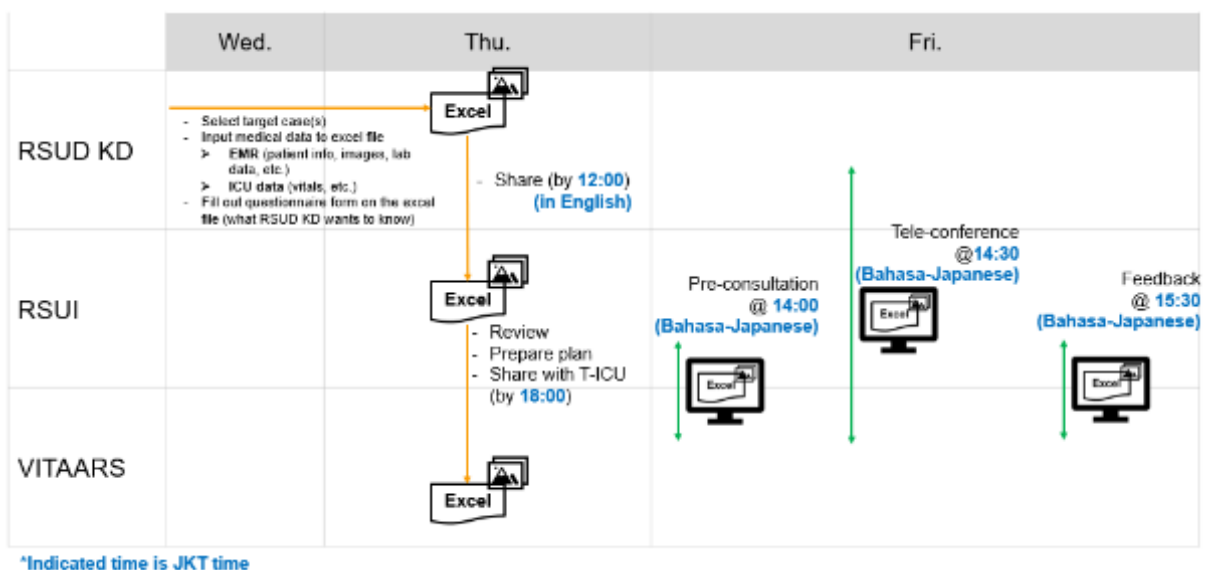 Wed.
Thu.
Fri.
RSUD KD
- Select target case(s)
- Input medical data to excel file
➤ EMR (patient info, images, lab
data, etc.)
➤ ICU data (vitals, etc.)
- Fill out questionnaire form on the excel
file (what RSUD KD wants to know)
Excel
- Share (by 12:00)
(in English)
Tele-conference
@14:30
(Bahasa-Japanese)
Excel
RSUI
Excel
- Review
- Prepare plan
- Share with T-ICU
(by 18:00)
Pre-consultation
@ 14:00
(Bahasa-Japanese)
Excel
Feedback
@ 15:30
(Bahasa-Japanese)
Excel
VITAARS
Excel
*Indicated time is JKT time